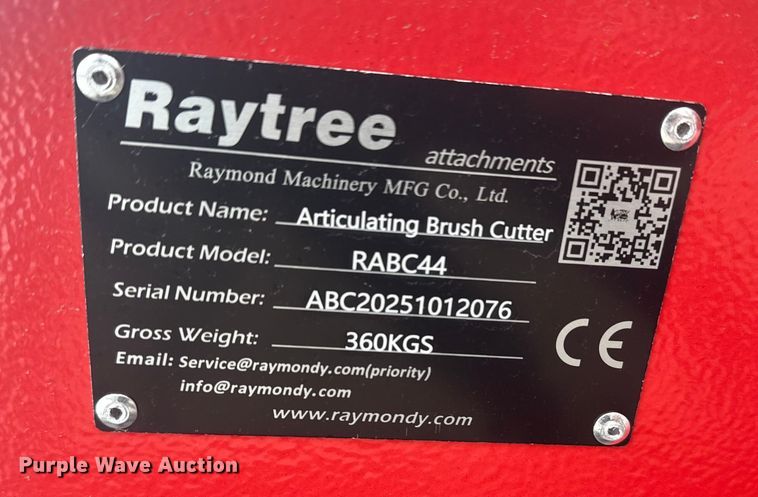 Raytree
attachments
Raymond Machinery MFG Co., Ltd.
Product Name: Articulating Brush Cutter
Product Model: RABC44
Serial Number: ABC20251012076
Gross Weight: 360KGS
Email: Service@raymondy.com(priority)
info@raymondy.com
www.raymondy.com
CE
Purple Wave Auction